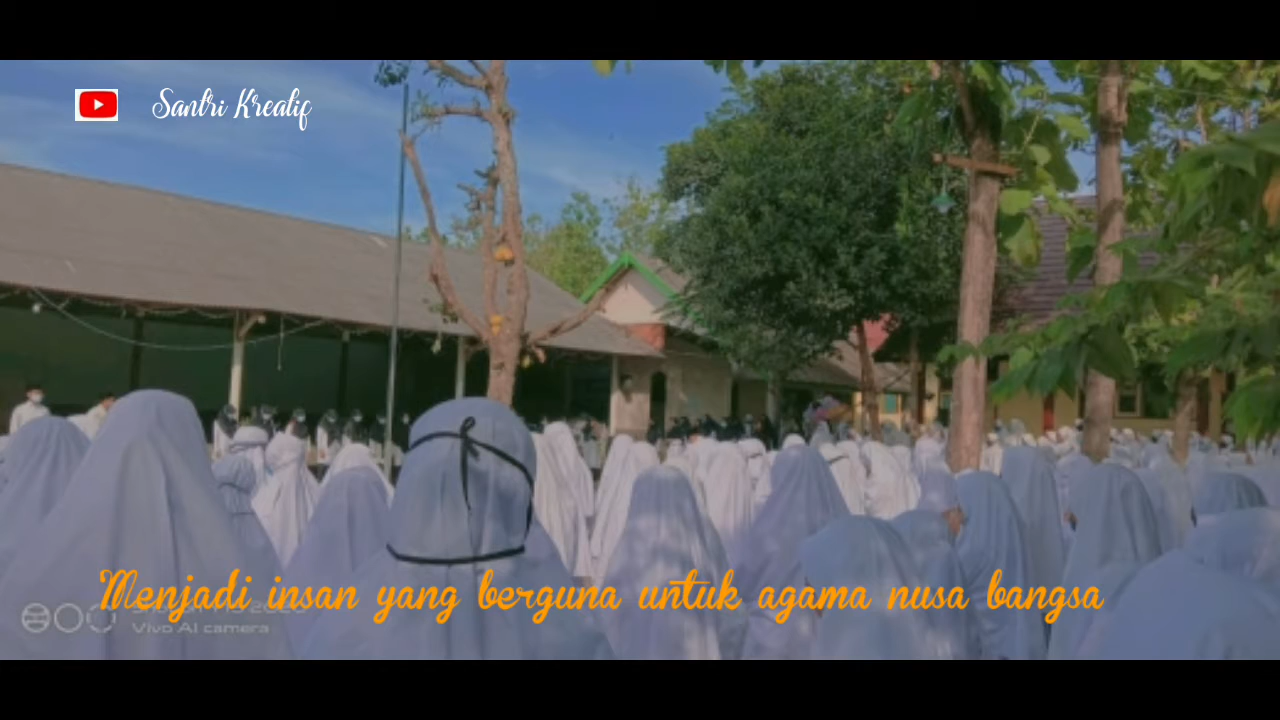 Santri Kreatif
Menjadi insan yang berguna untuk agama nusa bangsa
Vivo AI camera